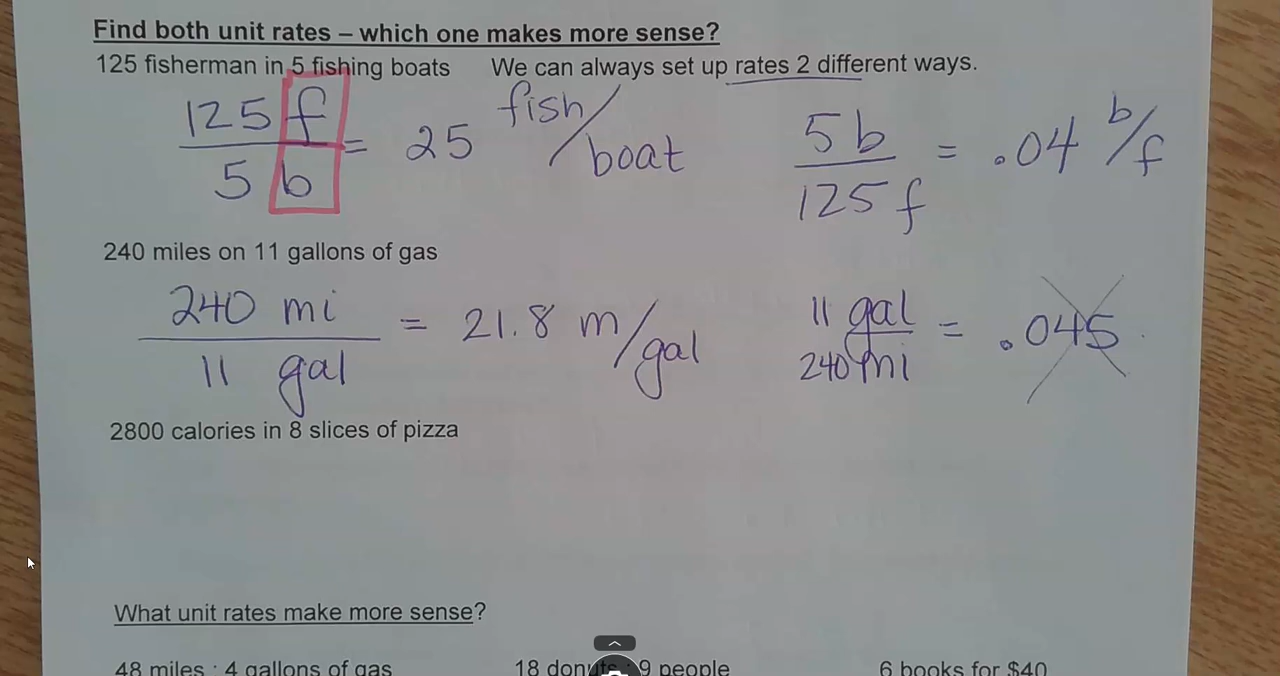 Find both unit rates – which one makes more sense?
125 fisherman in 5 fishing boats We can always set up rates 2 different ways.
125 f / 5 b = 25 fish/boat 5 b / 125 f = .04 b/f
240 miles on 11 gallons of gas
240 mi / 11 gal = 21.8 m/gal 11 gal / 240 mi = .045
2800 calories in 8 slices of pizza
What unit rates make more sense?
48 miles : 4 gallons of gas 18 donuts : 9 people 6 books for $40